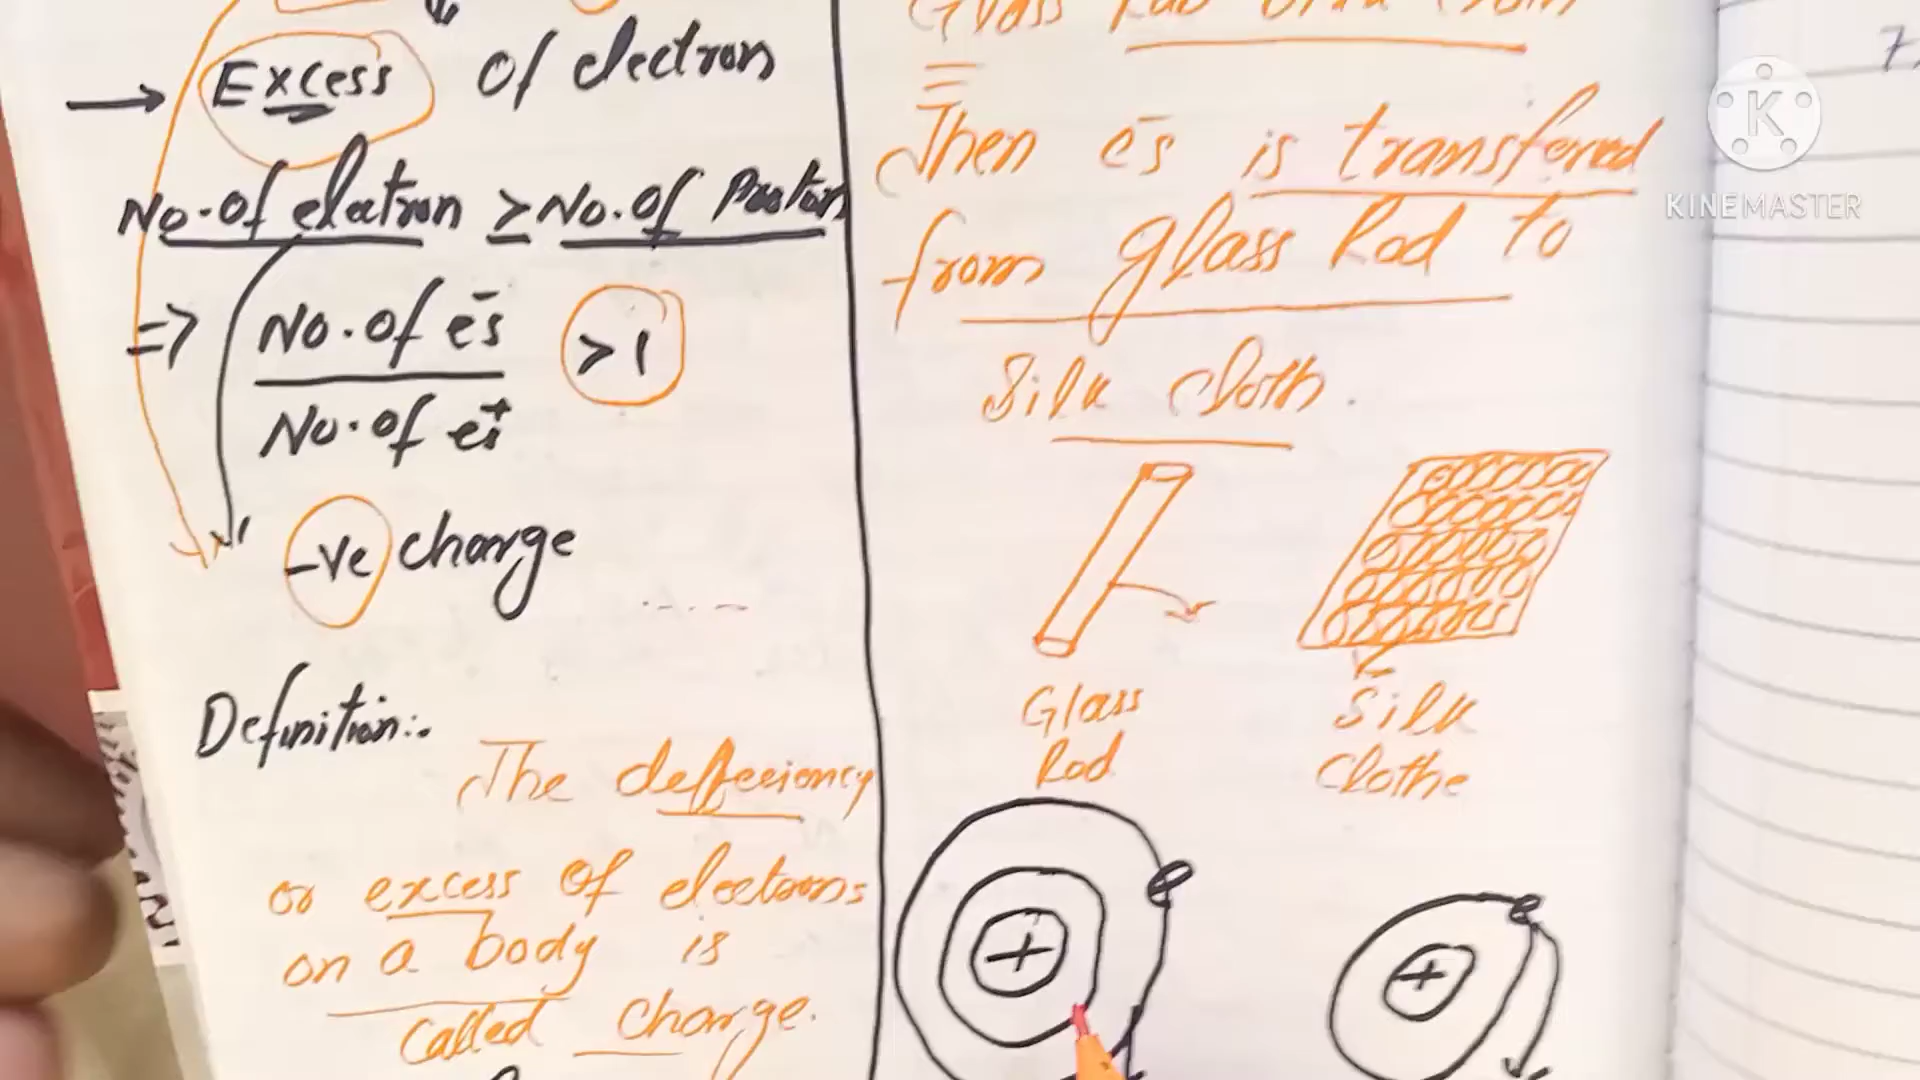 Excess of electron
No. of electron > No. of Proton
=> No. of e⁻s > 1
No. of e⁺s
-ve charge
Definition:-
The deffeciency
or excess of electrons
on a body is
called charge.
Glass Rod
Then e⁻s is transfered
from glass Rod to
Silk cloth.
Glass
Rod
Silk
Clothe
+
e
+
e
K
KINEMASTER